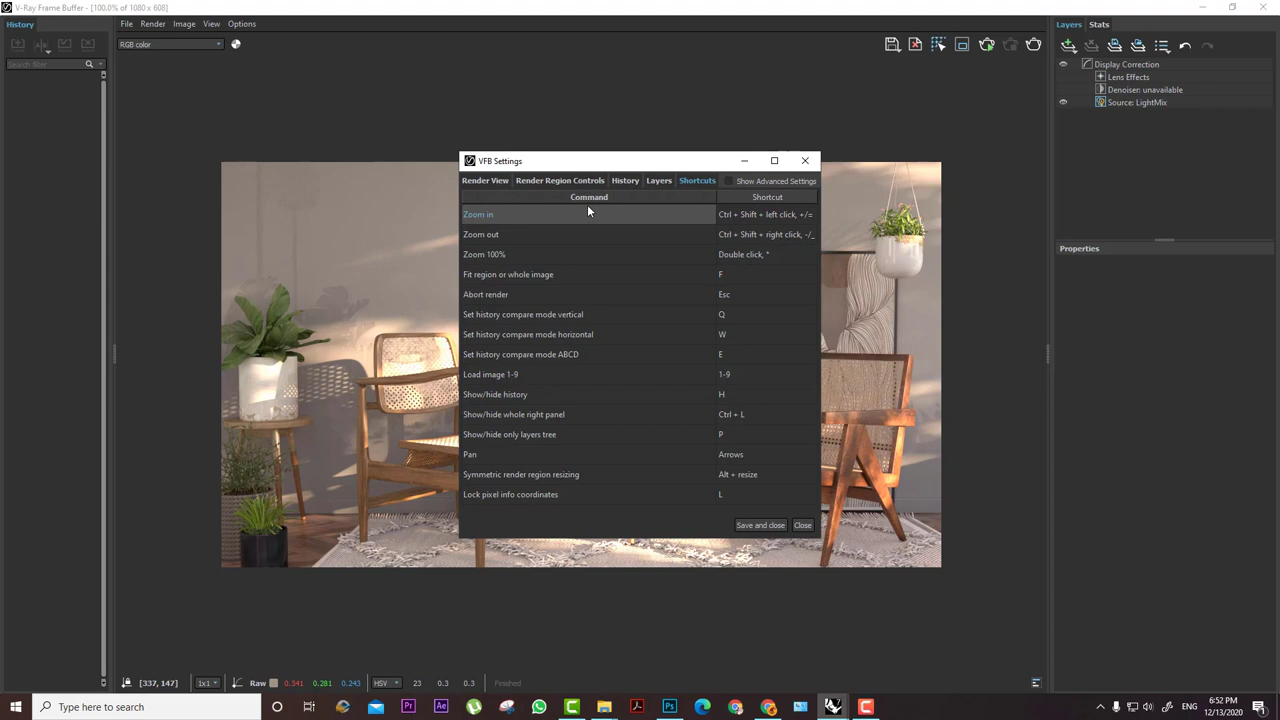 V-Ray Frame Buffer - [100.0% of 1080 x 608]
History
File Render Image View Options
Layers Stats
RGB color
Search filter
Display Correction
Lens Effects
Denoiser: unavailable
Source: LightMix
Properties
VFB Settings
Render View Render Region Controls History Layers Shortcuts Show Advanced Settings
Command Shortcut
Zoom in Ctrl + Shift + left click, +/=
Zoom out Ctrl + Shift + right click, -/_
Zoom 100% Double click, *
Fit region or whole image F
Abort render Esc
Set history compare mode vertical Q
Set history compare mode horizontal W
Set history compare mode ABCD E
Load image 1-9 1-9
Show/hide history H
Show/hide whole right panel Ctrl + L
Show/hide only layers tree P
Pan Arrows
Symmetric render region resizing Alt + resize
Lock pixel info coordinates L
Save and close Close
[337, 147] 1x1 Raw 0.341 0.281 0.243 HSV 23 0.3 0.3 Finished
Type here to search
Pr Ae Ps
6:52 PM
12/13/2020